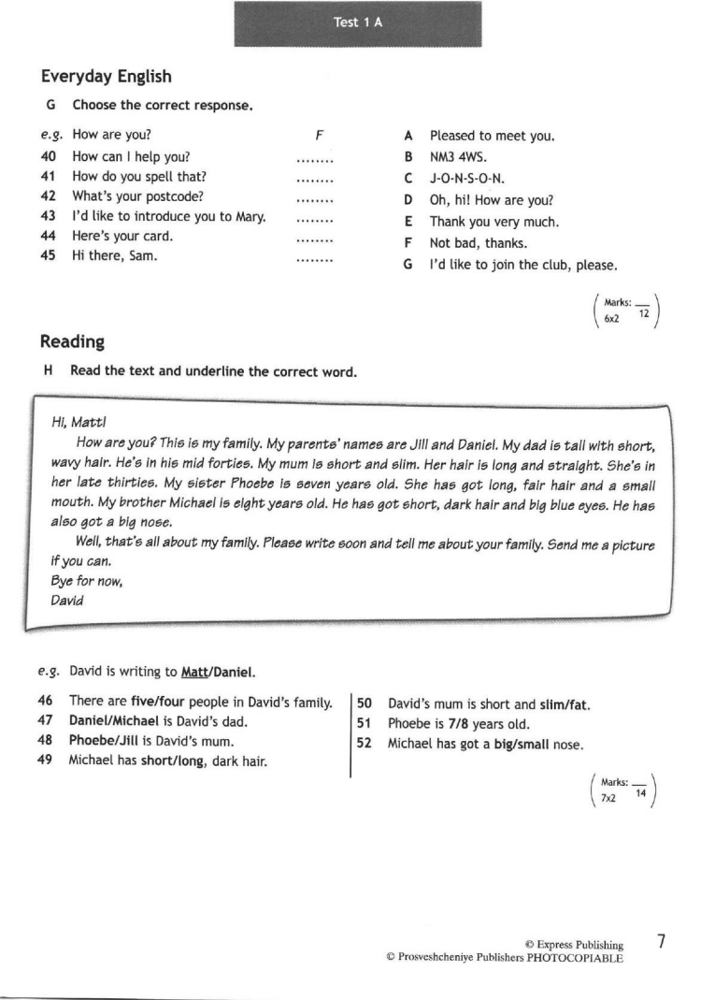 Test 1 A
Everyday English
G Choose the correct response.
e.g. How are you? F
40 How can I help you? ........
41 How do you spell that? ........
42 What's your postcode? ........
43 I'd like to introduce you to Mary. ........
44 Here's your card. ........
45 Hi there, Sam. ........
A Pleased to meet you.
B NM3 4WS.
C J-O-N-S-O-N.
D Oh, hi! How are you?
E Thank you very much.
F Not bad, thanks.
G I'd like to join the club, please.
Marks: __
6x2 12
Reading
H Read the text and underline the correct word.
Hi, Matt!
How are you? This is my family. My parents' names are Jill and Daniel. My dad is tall with short,
wavy hair. He's in his mid forties. My mum is short and slim. Her hair is long and straight. She's in
her late thirties. My sister Phoebe is seven years old. She has got long, fair hair and a small
mouth. My brother Michael is eight years old. He has got short, dark hair and big blue eyes. He has
also got a big nose.
Well, that's all about my family. Please write soon and tell me about your family. Send me a picture
if you can.
Bye for now,
David
e.g. David is writing to Matt/Daniel.
46 There are five/four people in David's family.
47 Daniel/Michael is David's dad.
48 Phoebe/Jill is David's mum.
49 Michael has short/long, dark hair.
50 David's mum is short and slim/fat.
51 Phoebe is 7/8 years old.
52 Michael has got a big/small nose.
Marks: __
7x2 14
© Express Publishing
© Prosveshcheniye Publishers PHOTOCOPIABLE
7